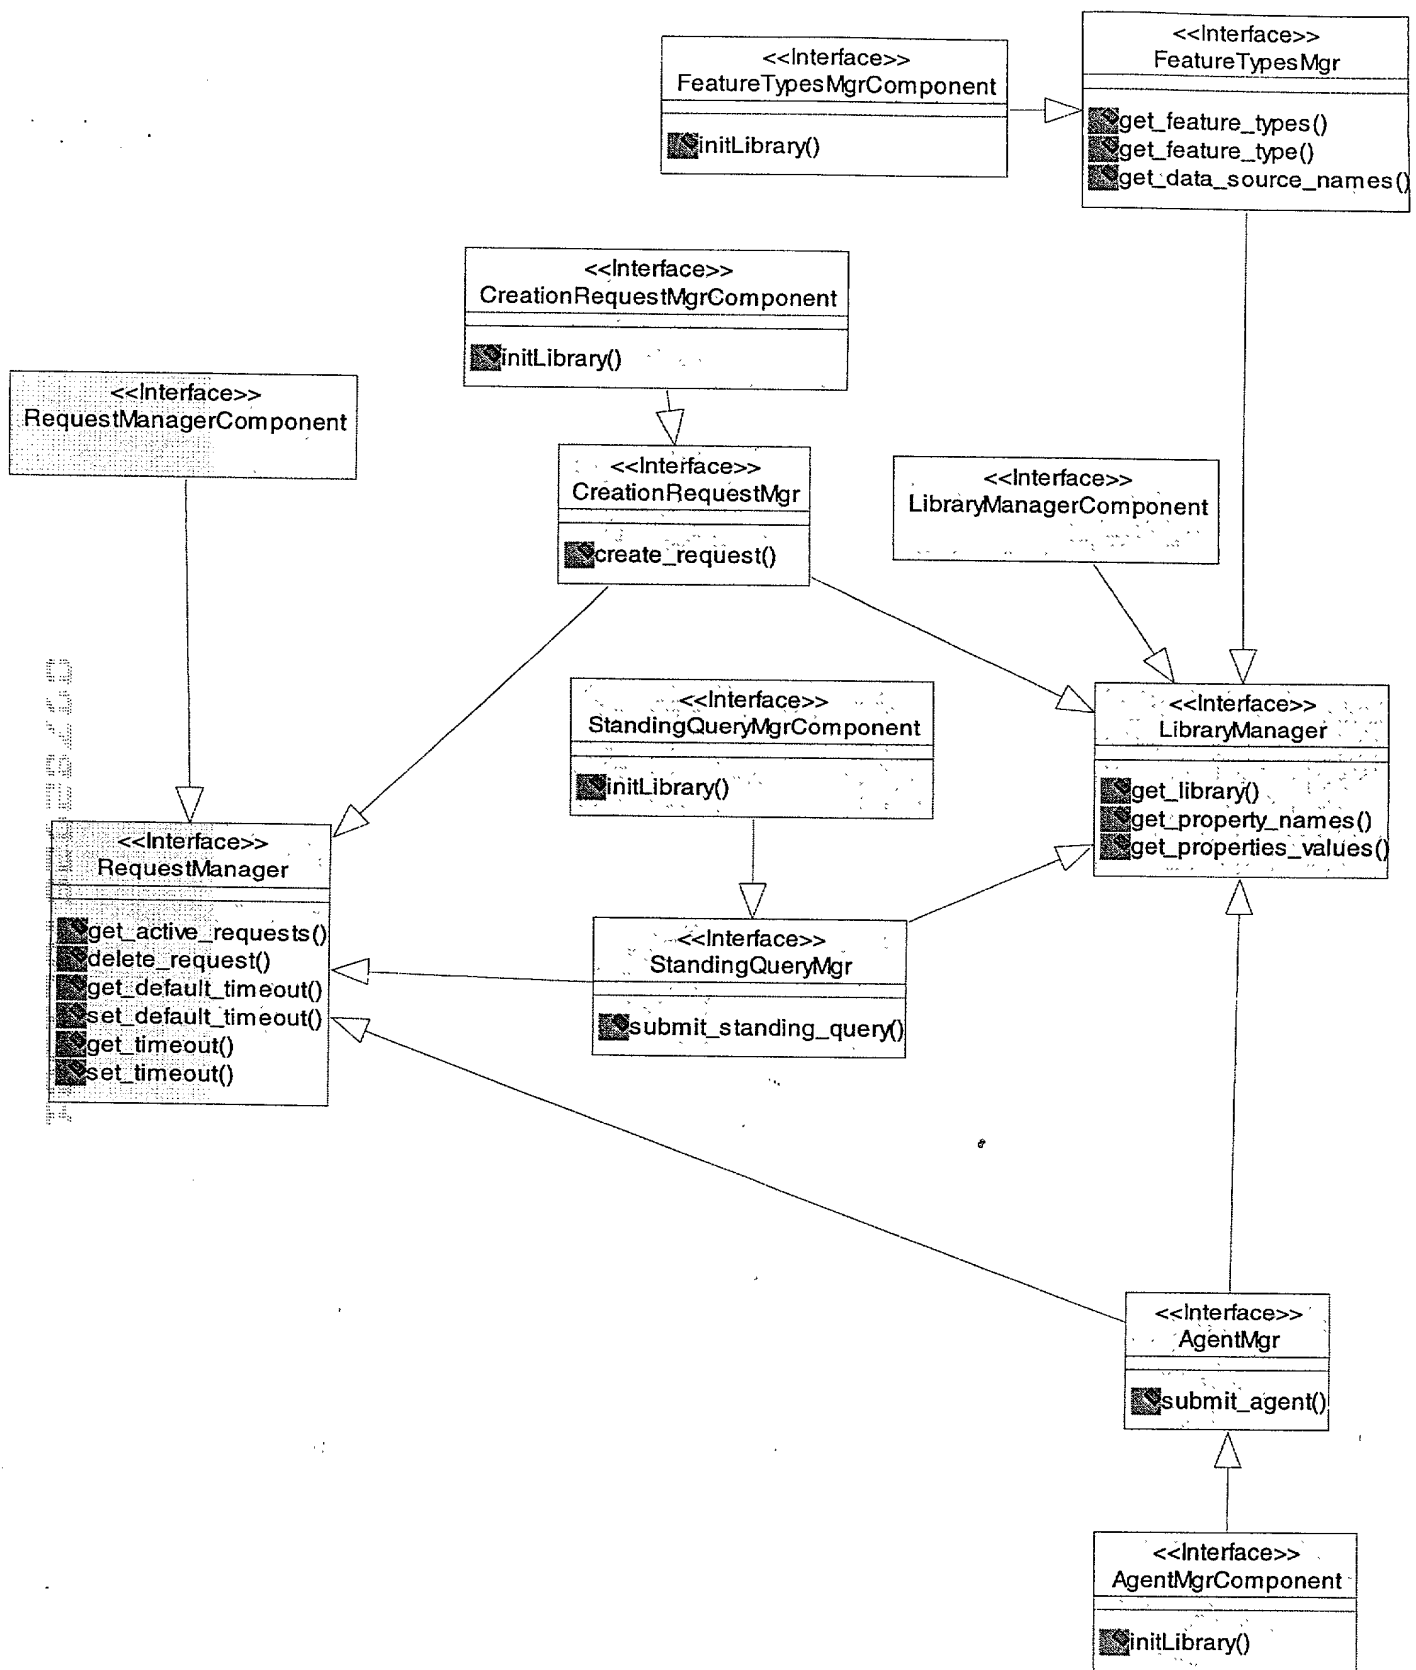 <<Interface>>
FeatureTypesMgrComponent
initLibrary()
<<Interface>>
FeatureTypesMgr
get_feature_types()
get_feature_type()
get_data_source_names()
<<Interface>>
CreationRequestMgrComponent
initLibrary()
<<Interface>>
RequestManagerComponent
<<Interface>>
CreationRequestMgr
create_request()
<<Interface>>
LibraryManagerComponent
<<Interface>>
StandingQueryMgrComponent
initLibrary()
<<Interface>>
LibraryManager
get_library()
get_property_names()
get_properties_values()
<<Interface>>
RequestManager
get_active_requests()
delete_request()
get_default_timeout()
set_default_timeout()
get_timeout()
set_timeout()
<<Interface>>
StandingQueryMgr
submit_standing_query()
<<Interface>>
AgentMgr
submit_agent()
<<Interface>>
AgentMgrComponent
initLibrary()